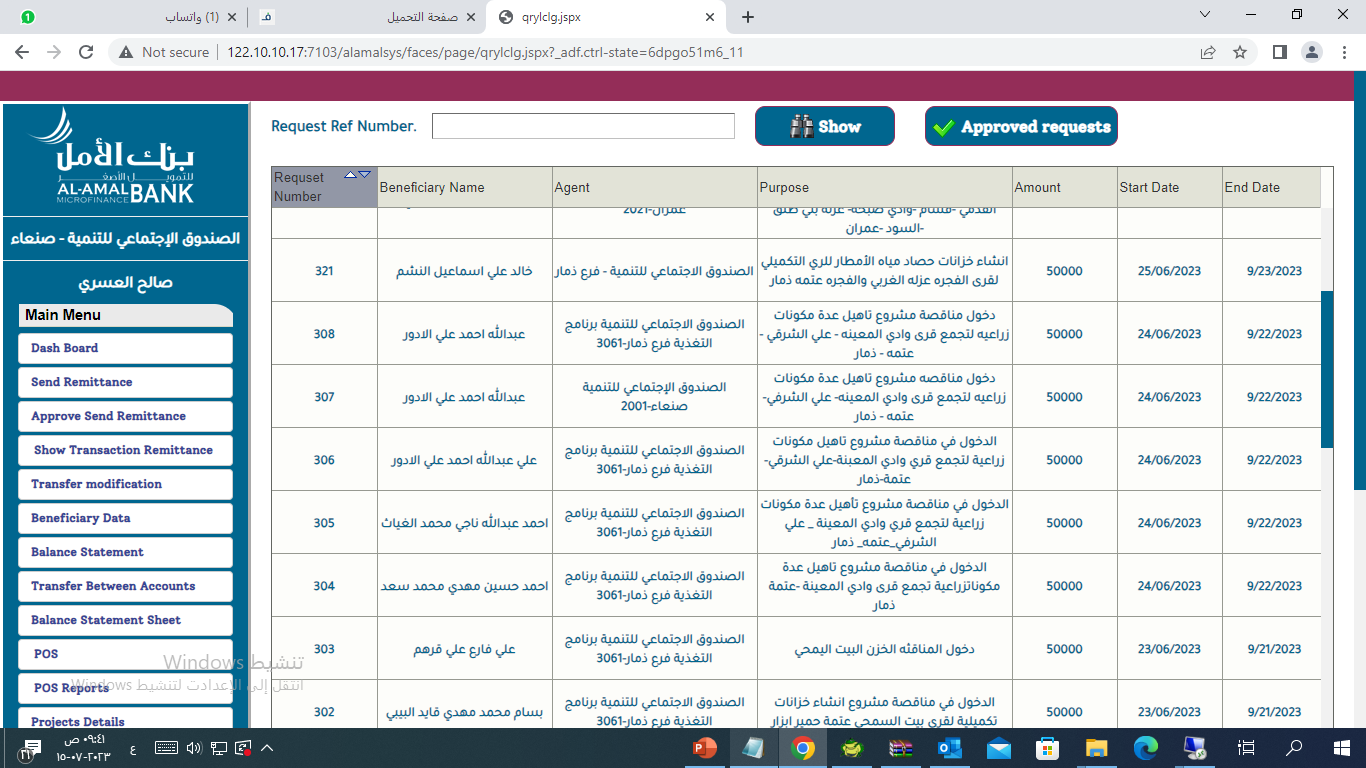 (1) واتساب
صفحة التحميل
qrylclg.jspx
Not secure
122.10.10.17:7103/alamalsys/faces/page/qrylclg.jspx?_adf.ctrl-state=6dpgo51m6_11
بنك الأمل
للتمويل الأصغر
AL-AMAL
MICROFINANCE
BANK
الصندوق الإجتماعي للتنمية - صنعاء
صالح العسري
Main Menu
Dash Board
Send Remittance
Approve Send Remittance
Show Transaction Remittance
Transfer modification
Beneficiary Data
Balance Statement
Transfer Between Accounts
Balance Statement Sheet
POS
POS Reports
Projects Details
Request Ref Number.
Show
Approved requests
Requset
Number
Beneficiary Name
Agent
Purpose
Amount
Start Date
End Date
عمران-2021
القدمي -مسام -وادي صبحة- عزلة بني طلق
-السود -عمران
321
خالد علي اسماعيل النشم
الصندوق الاجتماعي للتنمية - فرع ذمار
انشاء خزانات حصاد مياه الأمطار للري التكميلي
لقرى الفجره عزله الغربي والفجره عتمه ذمار
50000
25/06/2023
9/23/2023
308
عبدالله احمد علي الادور
الصندوق الاجتماعي للتنمية برنامج
التغذية فرع ذمار-3061
دخول مناقصة مشروع تاهيل عدة مكونات
زراعيه لتجمع قرى وادي المعينه - علي الشرقي -
عتمه - ذمار
50000
24/06/2023
9/22/2023
307
عبدالله احمد علي الادور
الصندوق الإجتماعي للتنمية
صنعاء-2001
دخول مناقصه مشروع تاهيل عدة مكونات
زراعيه لتجمع قرى وادي المعينه- علي الشرفي-
عتمه - ذمار
50000
24/06/2023
9/22/2023
306
علي عبدالله احمد علي الادور
الصندوق الاجتماعي للتنمية برنامج
التغذية فرع ذمار-3061
الدخول في مناقصة مشروع تاهيل مكونات
زراعية لتجمع قري وادي المعبنة-علي الشرقي-
عتمة-ذمار
50000
24/06/2023
9/22/2023
305
احمد عبدالله ناجي محمد الغياث
الصندوق الاجتماعي للتنمية برنامج
التغذية فرع ذمار-3061
الدخول في مناقصة مشروع تأهيل عدة مكونات
زراعية لتجمع قري وادي المعينة _ علي
الشرفي_عتمه_ ذمار
50000
24/06/2023
9/22/2023
304
احمد حسين مهدي محمد سعد
الصندوق الاجتماعي للتنمية برنامج
التغذية فرع ذمار-3061
الدخول في مناقصة مشروع تاهيل عدة
مكوناتزراعية تجمع قرى وادي المعينة -عتمة
ذمار
50000
24/06/2023
9/22/2023
303
علي فارع علي قرهم
الصندوق الاجتماعي للتنمية برنامج
التغذية فرع ذمار-3061
دخول المناقثه الخزن البيت اليمحي
50000
23/06/2023
9/21/2023
302
بسام محمد مهدي قايد البيبي
الصندوق الاجتماعي للتنمية برنامج
التغذية فرع ذمار-3061
الدخول في مناقصة مشروع انشاء خزانات
تكميلية لقرى بيت السمحي عتمة حمير ابزار
50000
23/06/2023
9/21/2023
تنشيط Windows
انتقل إلى الإعدادت لتنشيط Windows
٠٩:٤١ ص
٢٠٢٣-٠٧-١٥
ع